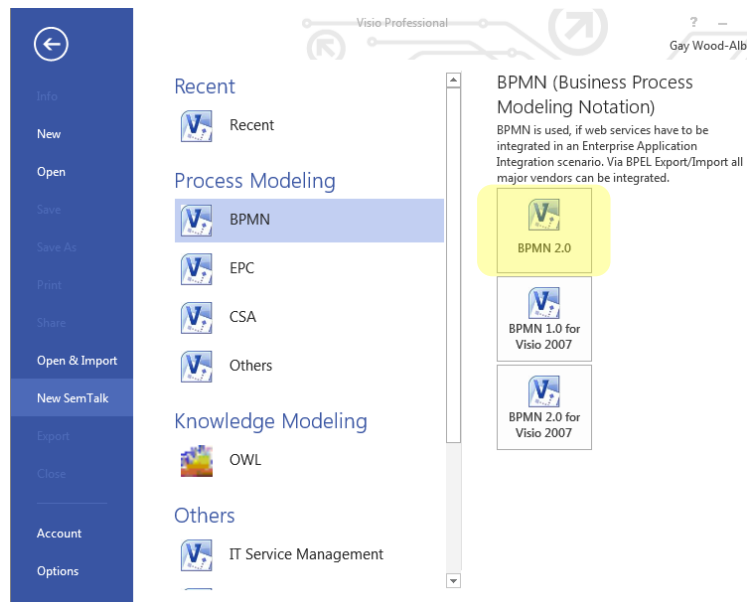 Visio Professional
?
Gay Wood-Alb
Info
New
Open
Save
Save As
Print
Share
Open & Import
New SemTalk
Export
Close
Account
Options
Recent
Recent
Process Modeling
BPMN
EPC
CSA
Others
Knowledge Modeling
OWL
Others
IT Service Management
BPMN (Business Process
Modeling Notation)
BPMN is used, if web services have to be
integrated in an Enterprise Application
Integration scenario. Via BPEL Export/Import all
major vendors can be integrated.
BPMN 2.0
BPMN 1.0 for
Visio 2007
BPMN 2.0 for
Visio 2007